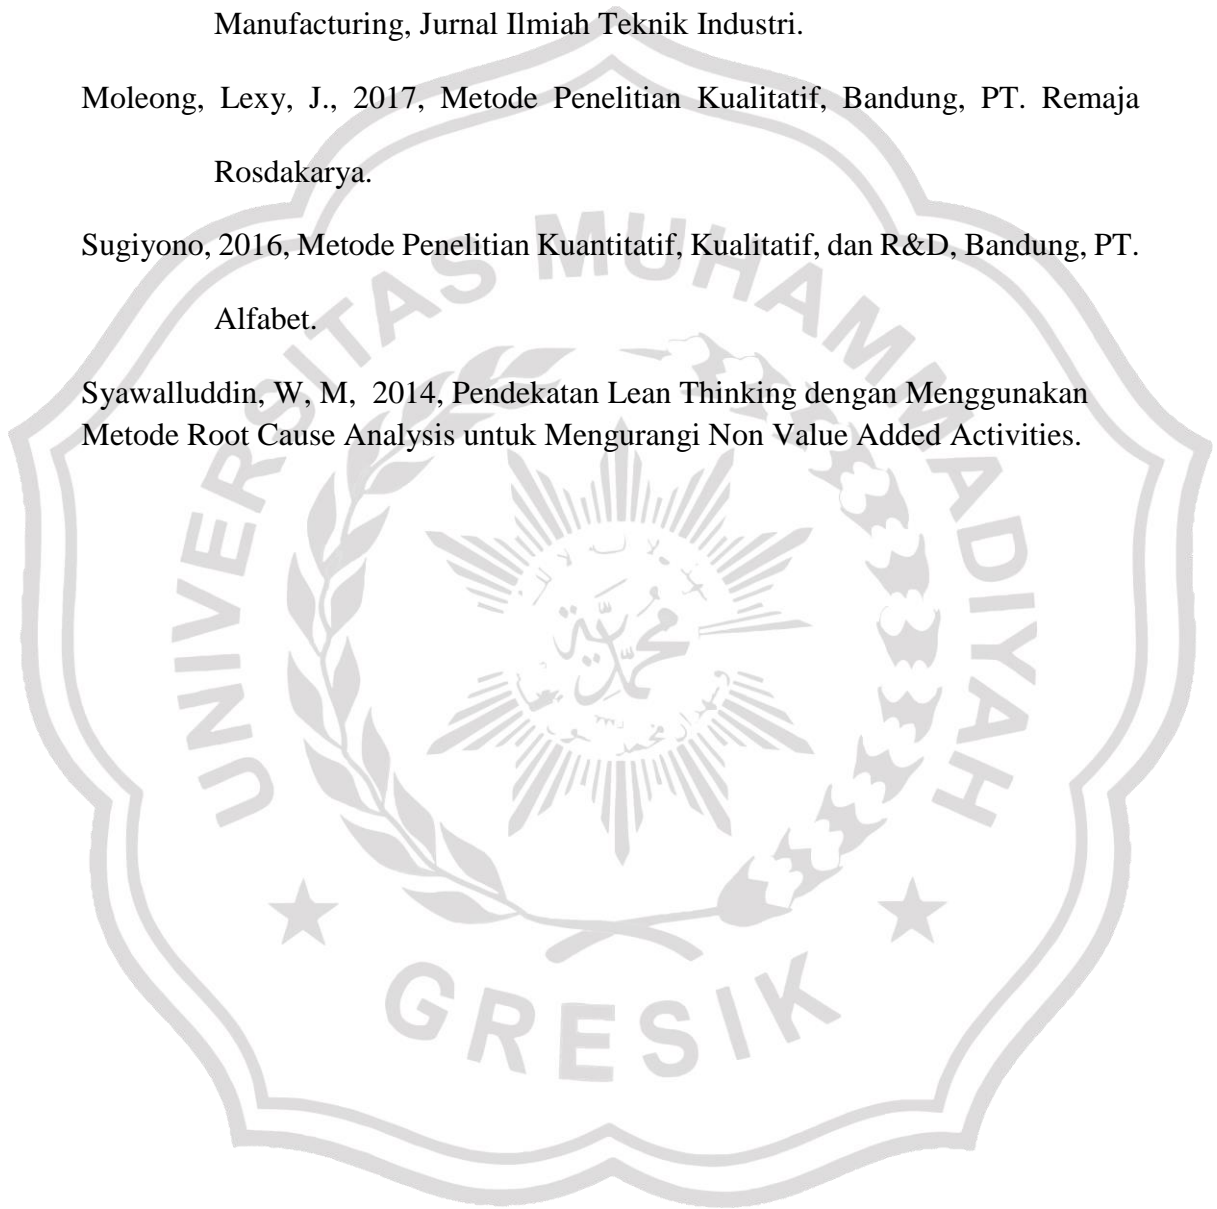 Manufacturing, Jurnal Ilmiah Teknik Industri.
Moleong, Lexy, J., 2017, Metode Penelitian Kualitatif, Bandung, PT. Remaja
Rosdakarya.
Sugiyono, 2016, Metode Penelitian Kuantitatif, Kualitatif, dan R&D, Bandung, PT.
Alfabet.
Syawalluddin, W, M, 2014, Pendekatan Lean Thinking dengan Menggunakan
Metode Root Cause Analysis untuk Mengurangi Non Value Added Activities.
UNIVERSITAS MUHAMMADIYAH
GRESIK